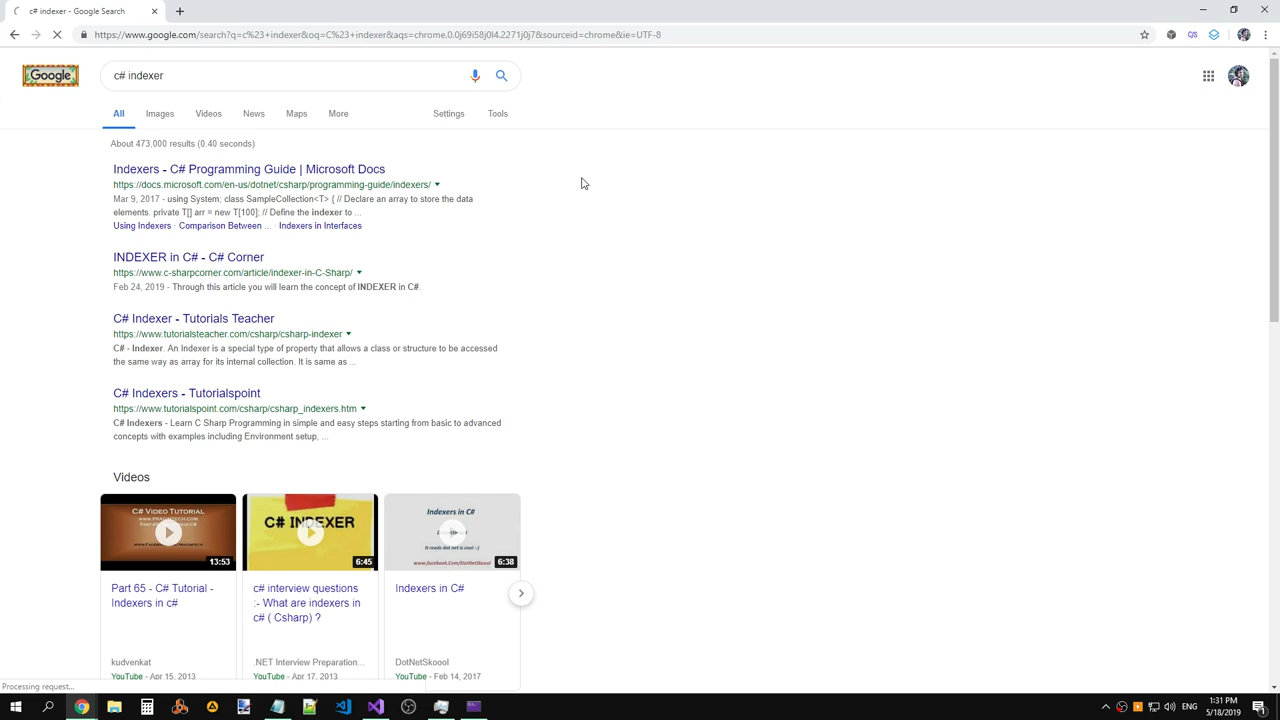 c# indexer - Google Search
https://www.google.com/search?q=c%23+indexer&oq=C%23+indexer&aqs=chrome.0.0j69i58j0l4.2271j0j7&sourceid=chrome&ie=UTF-8
Google
c# indexer
All Images Videos News Maps More Settings Tools
About 473,000 results (0.40 seconds)
Indexers - C# Programming Guide | Microsoft Docs
https://docs.microsoft.com/en-us/dotnet/csharp/programming-guide/indexers/
Mar 9, 2017 - using System; class SampleCollection<T> { // Declare an array to store the data
elements. private T[] arr = new T[100]; // Define the indexer to ...
Using Indexers · Comparison Between ... · Indexers in Interfaces
INDEXER in C# - C# Corner
https://www.c-sharpcorner.com/article/indexer-in-C-Sharp/
Feb 24, 2019 - Through this article you will learn the concept of INDEXER in C#.
C# Indexer - Tutorials Teacher
https://www.tutorialsteacher.com/csharp/csharp-indexer
C# - Indexer. An Indexer is a special type of property that allows a class or structure to be accessed
the same way as array for its internal collection. It is same as ...
C# Indexers - Tutorialspoint
https://www.tutorialspoint.com/csharp/csharp_indexers.htm
C# Indexers - Learn C Sharp Programming in simple and easy steps starting from basic to advanced
concepts with examples including Environment setup, ...
Videos
C# VIDEO TUTORIAL
13:53
C# INDEXER
6:45
Indexers in C#
www.facebook.Com/DotNetSkoool
6:38
Part 65 - C# Tutorial -
Indexers in c#
kudvenkat
YouTube - Apr 15, 2013
c# interview questions
:- What are indexers in
c# ( Csharp) ?
.NET Interview Preparation...
YouTube - Apr 17, 2013
Indexers in C#
DotNetSkoool
YouTube - Feb 14, 2017
Processing request...
ENG
1:31 PM
5/18/2019